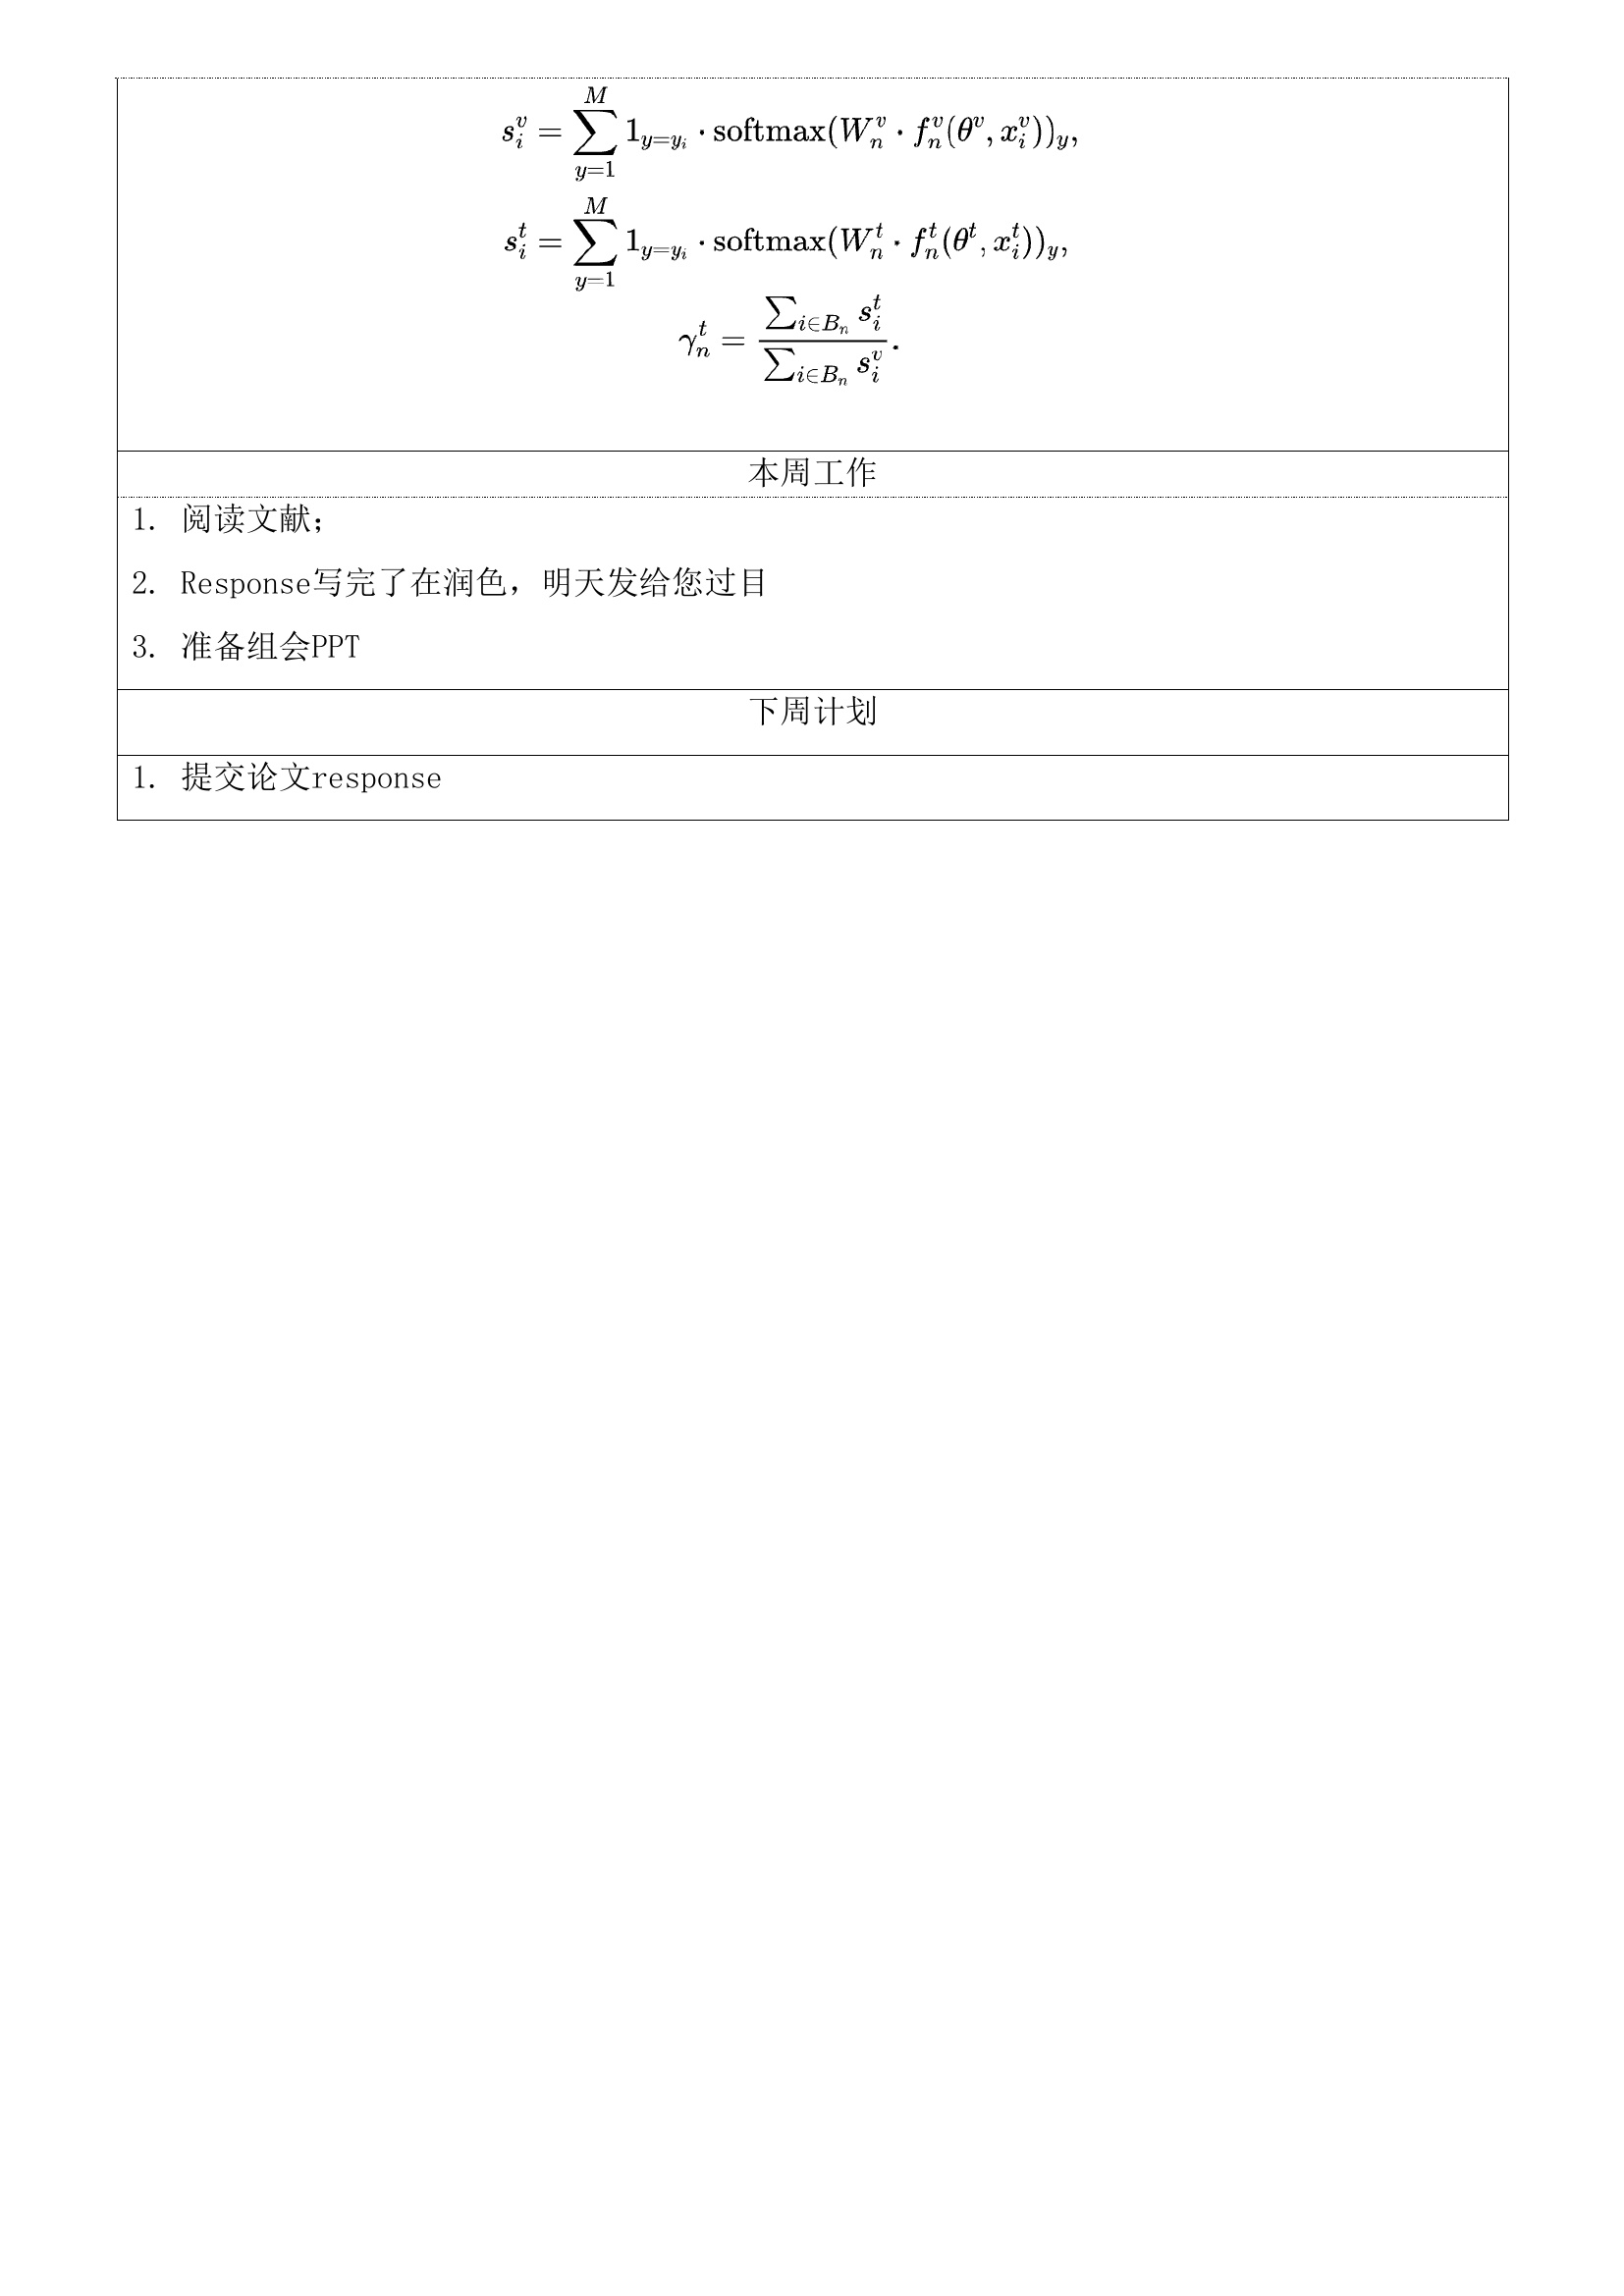 $s_i^v = \sum_{y=1}^{M} 1_{y=y_i} \cdot \text{softmax}(W_n^v \cdot f_n^v(\theta^v, x_i^v))_y,$
$s_i^t = \sum_{y=1}^{M} 1_{y=y_i} \cdot \text{softmax}(W_n^t \cdot f_n^t(\theta^t, x_i^t))_y,$
$\gamma_n^t = \frac{\sum_{i \in B_n} s_i^t}{\sum_{i \in B_n} s_i^v}.$
本周工作
1. 阅读文献；
2. Response写完了在润色，明天发给您过目
3. 准备组会PPT
下周计划
1. 提交论文response